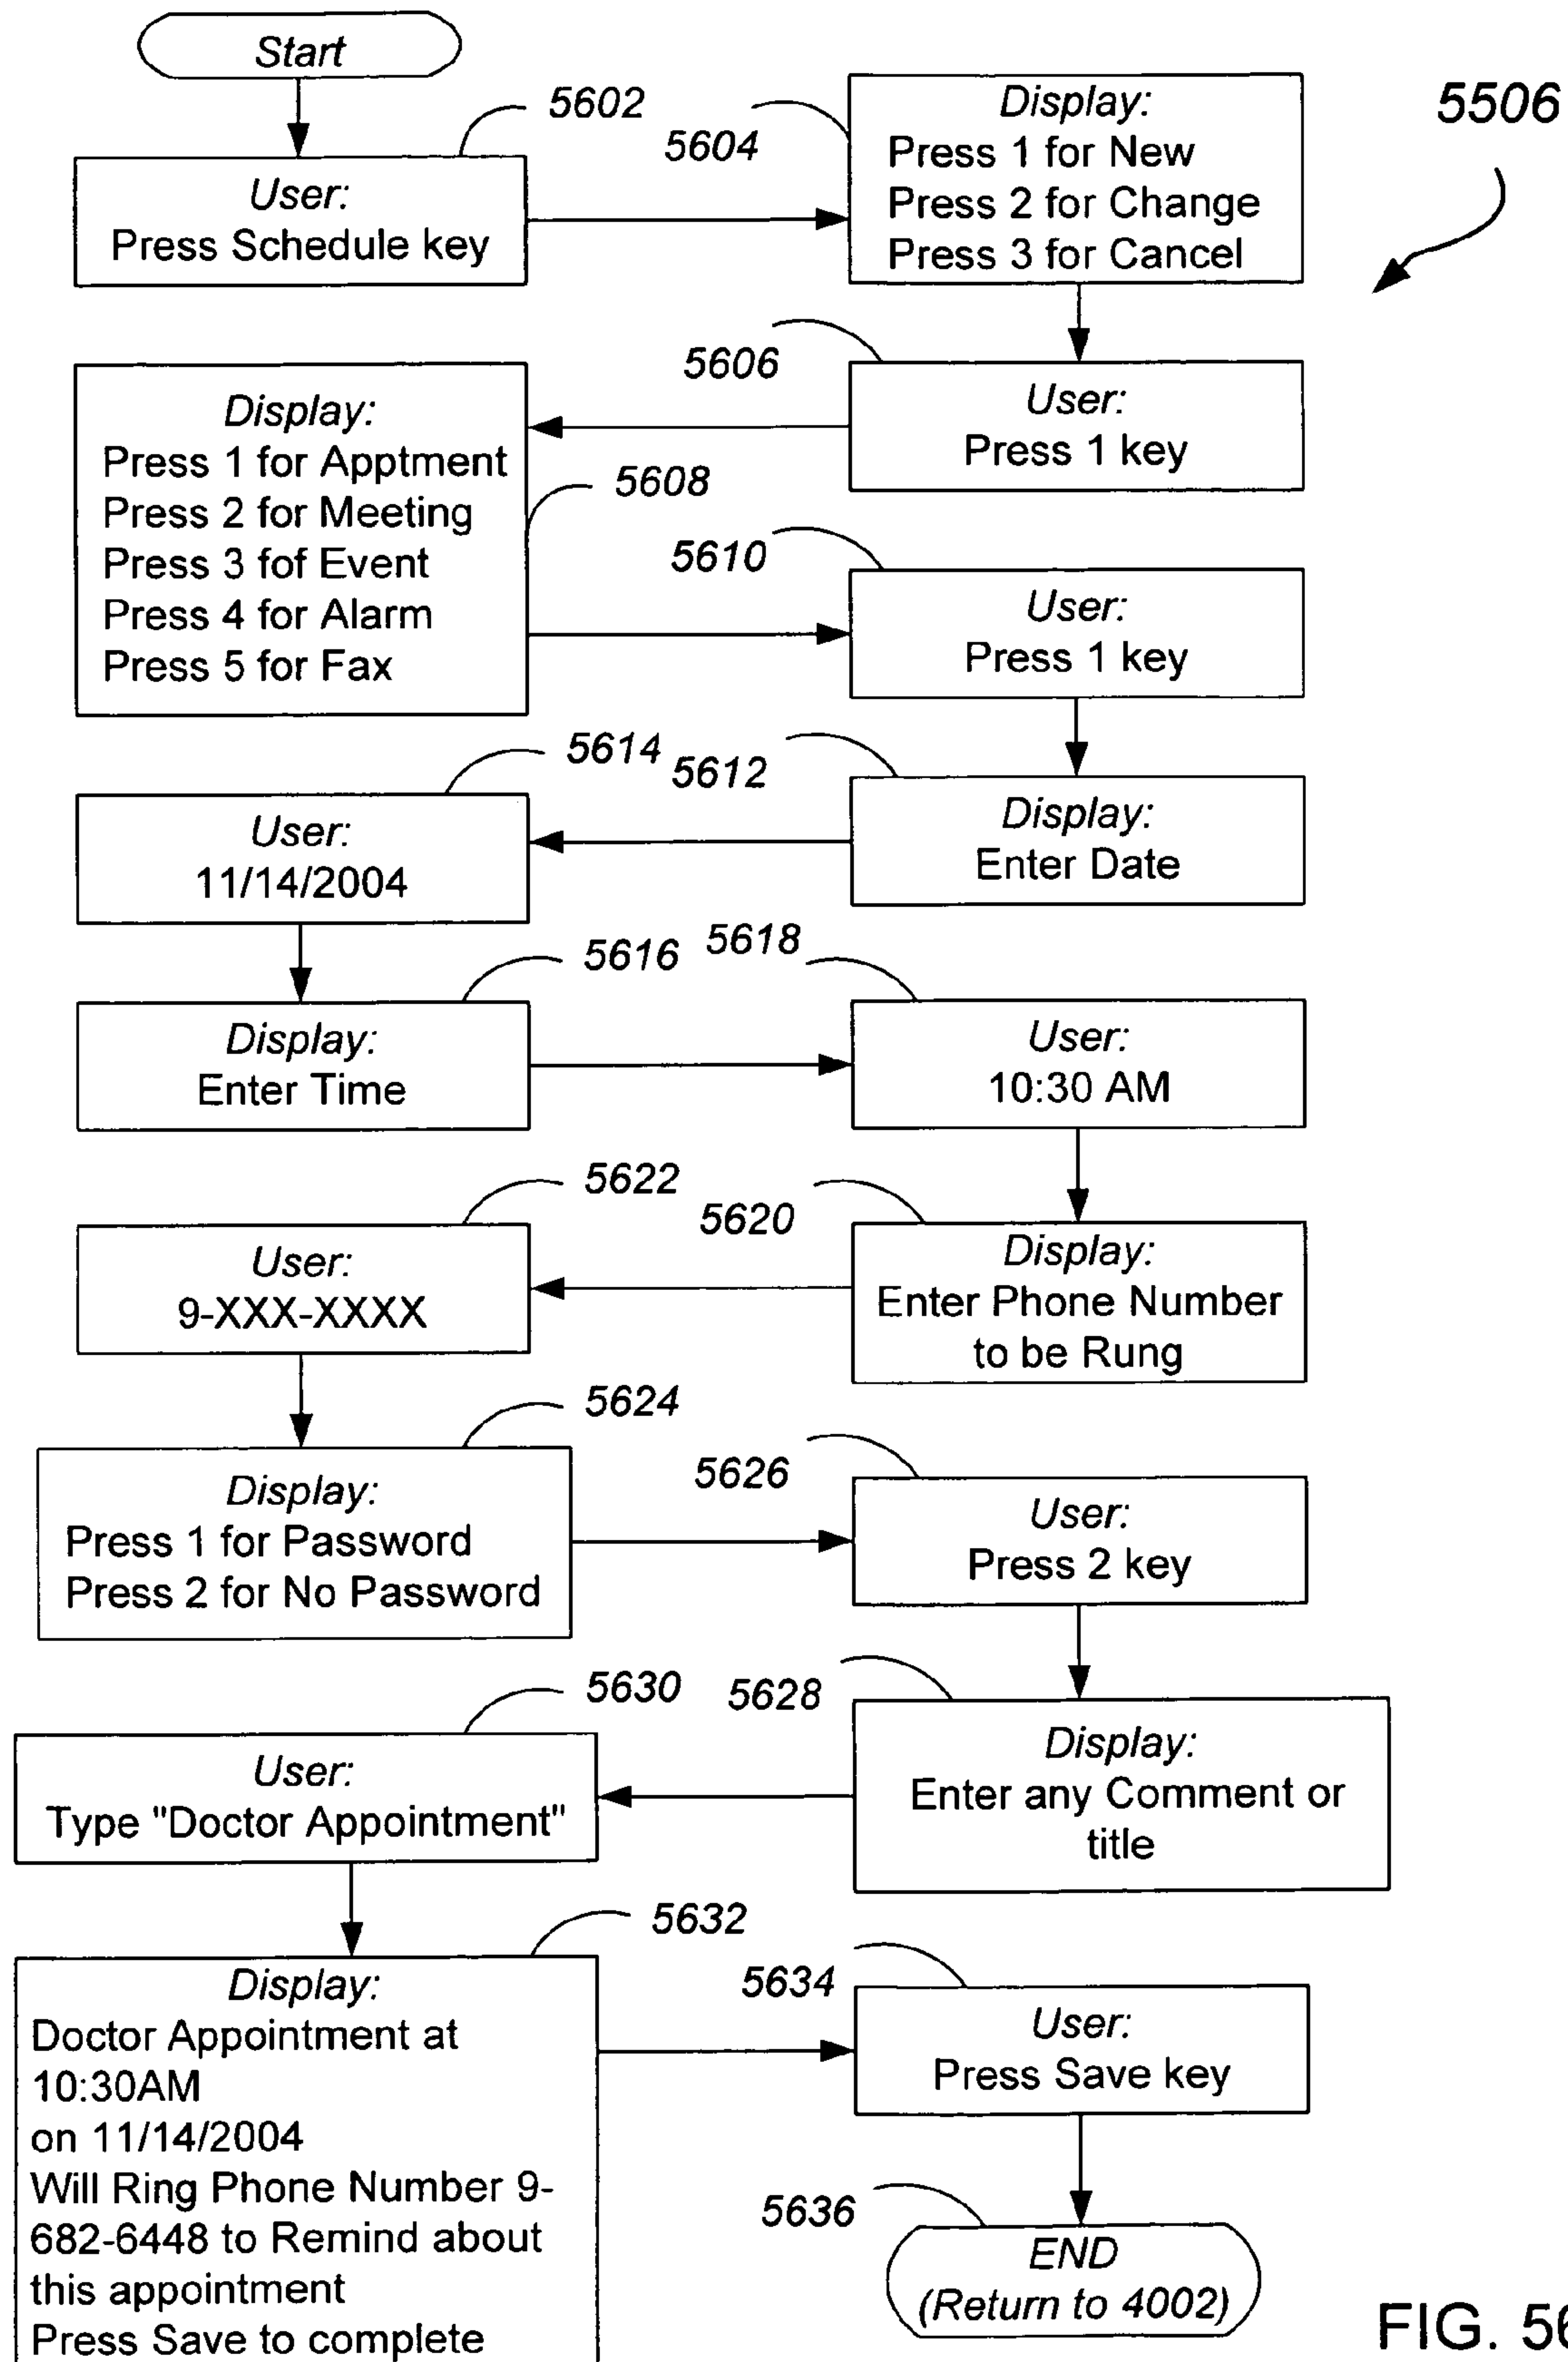 Start
5506
5602
User:
Press Schedule key
5604
Display:
Press 1 for New
Press 2 for Change
Press 3 for Cancel
5606
User:
Press 1 key
5608
Display:
Press 1 for Apptment
Press 2 for Meeting
Press 3 fof Event
Press 4 for Alarm
Press 5 for Fax
5610
User:
Press 1 key
5612
Display:
Enter Date
5614
User:
11/14/2004
5616
Display:
Enter Time
5618
User:
10:30 AM
5620
Display:
Enter Phone Number
to be Rung
5622
User:
9-XXX-XXXX
5624
Display:
Press 1 for Password
Press 2 for No Password
5626
User:
Press 2 key
5628
Display:
Enter any Comment or
title
5630
User:
Type "Doctor Appointment"
5632
Display:
Doctor Appointment at
10:30AM
on 11/14/2004
Will Ring Phone Number 9-
682-6448 to Remind about
this appointment
Press Save to complete
5634
User:
Press Save key
5636
END
(Return to 4002)
FIG. 56